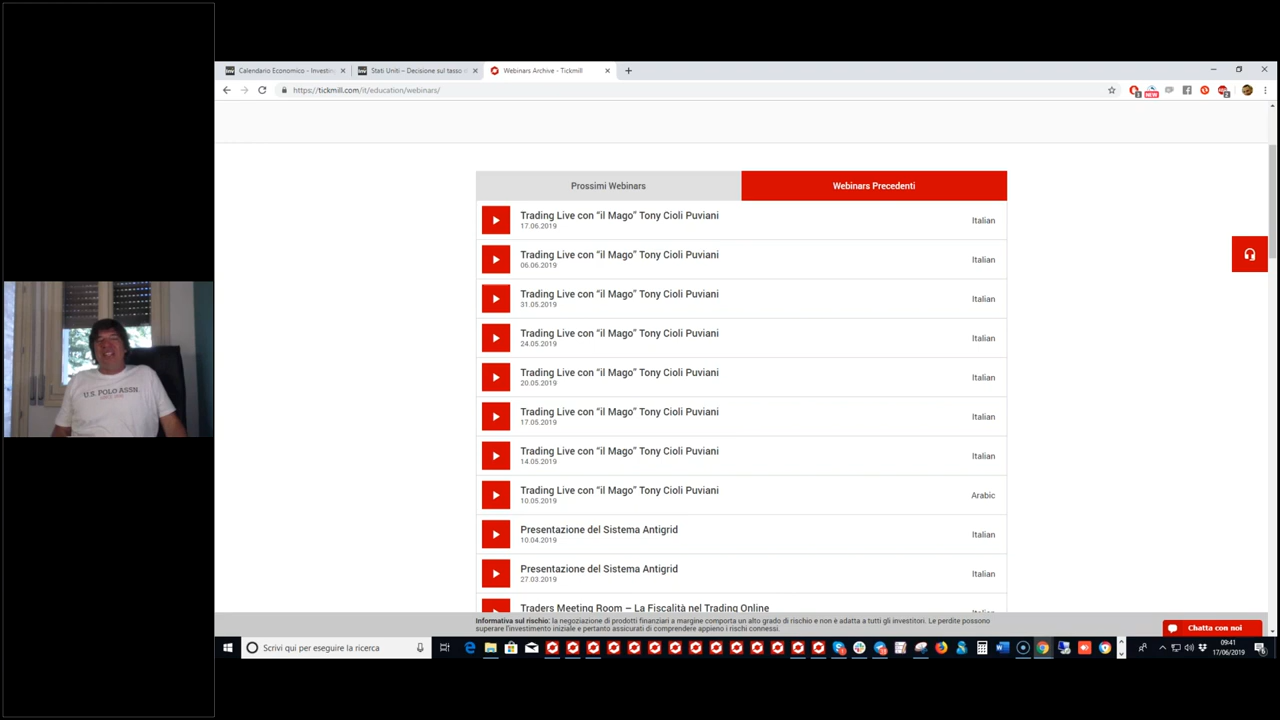 Calendario Economico - Investin
Stati Uniti – Decisione sul tasso
Webinars Archive - Tickmill
https://tickmill.com/it/education/webinars/
NEW
Prossimi Webinars
Webinars Precedenti
Trading Live con “il Mago” Tony Cioli Puviani
17.06.2019
Italian
Trading Live con “il Mago” Tony Cioli Puviani
06.06.2019
Italian
Trading Live con “il Mago” Tony Cioli Puviani
31.05.2019
Italian
Trading Live con “il Mago” Tony Cioli Puviani
24.05.2019
Italian
Trading Live con “il Mago” Tony Cioli Puviani
20.05.2019
Italian
Trading Live con “il Mago” Tony Cioli Puviani
17.05.2019
Italian
Trading Live con “il Mago” Tony Cioli Puviani
14.05.2019
Italian
Trading Live con “il Mago” Tony Cioli Puviani
10.05.2019
Arabic
Presentazione del Sistema Antigrid
10.04.2019
Italian
Presentazione del Sistema Antigrid
27.03.2019
Italian
Traders Meeting Room – La Fiscalità nel Trading Online
Informativa sul rischio: la negoziazione di prodotti finanziari a margine comporta un alto grado di rischio e non è adatta a tutti gli investitori. Le perdite possono
superare l'investimento iniziale e pertanto assicurati di comprendere appieno i rischi connessi.
Chatta con noi
U.S. POLO ASSN.
Scrivi qui per eseguire la ricerca
09:41
17/06/2019